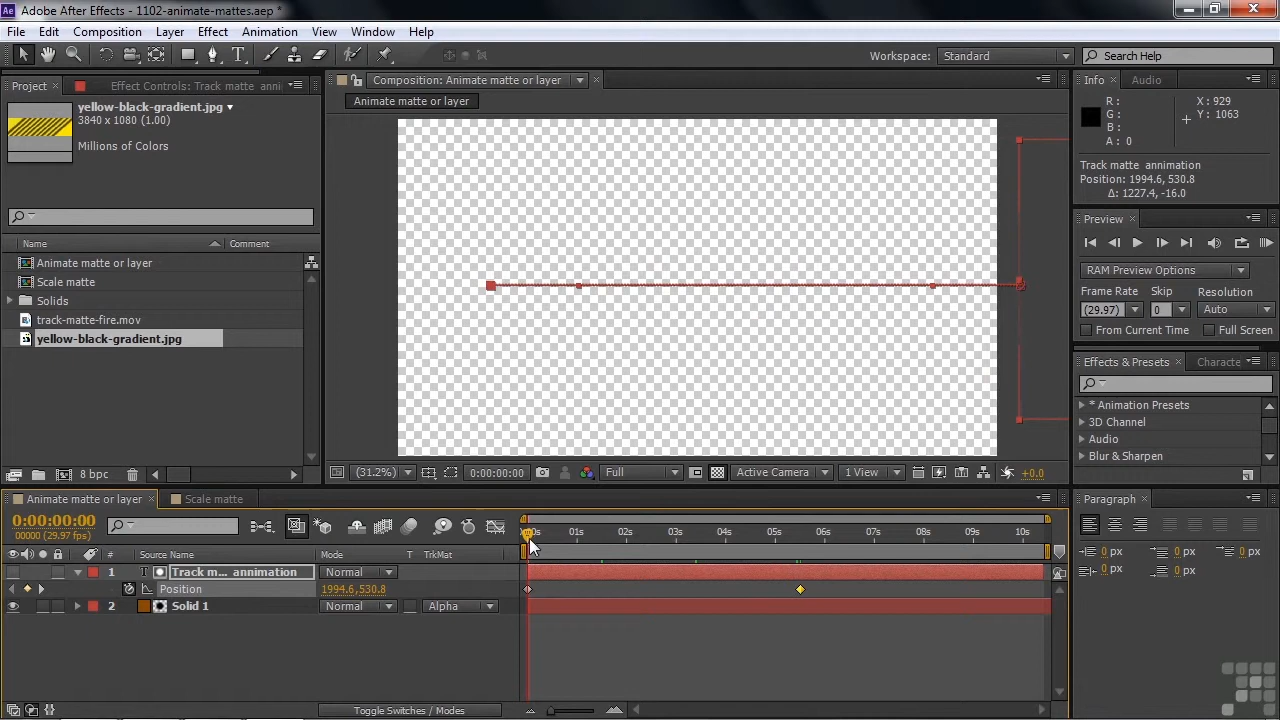 Ae Adobe After Effects - 1102-animate-mattes.aep *
File Edit Composition Layer Effect Animation View Window Help
T Workspace: Standard Search Help
Project Effect Controls: Track matte anni
Composition: Animate matte or layer
Info Audio
Animate matte or layer
yellow-black-gradient.jpg
3840 x 1080 (1.00)
Millions of Colors
R :
G :
B :
A : 0
X : 929
Y : 1063
Track matte annimation
Position: 1994.6, 530.8
Δ: 1227.4, -16.0
Preview
Name Comment
Animate matte or layer
Scale matte
Solids
track-matte-fire.mov
yellow-black-gradient.jpg
RAM Preview Options
Frame Rate Skip Resolution
(29.97) 0 Auto
From Current Time Full Screen
Effects & Presets Characte
* Animation Presets
3D Channel
Audio
Blur & Sharpen
8 bpc
(31.2%) 0:00:00:00 Full Active Camera 1 View +0.0
Animate matte or layer Scale matte
Paragraph
0:00:00:00
00000 (29.97 fps)
01s 02s 03s 04s 05s 06s 07s 08s 09s 10s
# Source Name Mode T TrkMat
1 T Track m... annimation Normal
Position 1994.6,530.8
2 Solid 1 Normal Alpha
0 px 0 px 0 px
0 px 0 px
Toggle Switches / Modes